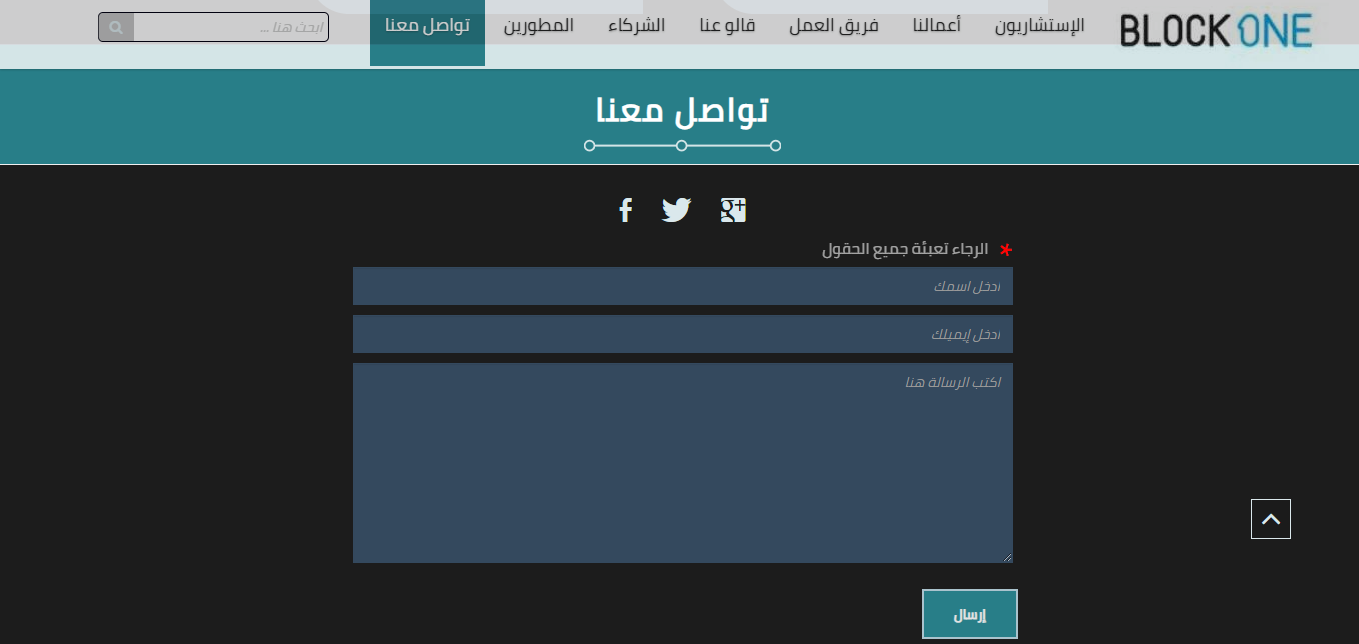 BLOCK ONE
الإستشاريون
أعمالنا
فريق العمل
قالو عنا
الشركاء
المطورين
تواصل معنا
ابحث هنا ...
تواصل معنا
* الرجاء تعبئة جميع الحقول
ادخل اسمك
ادخل إيميلك
اكتب الرسالة هنا
إرسال